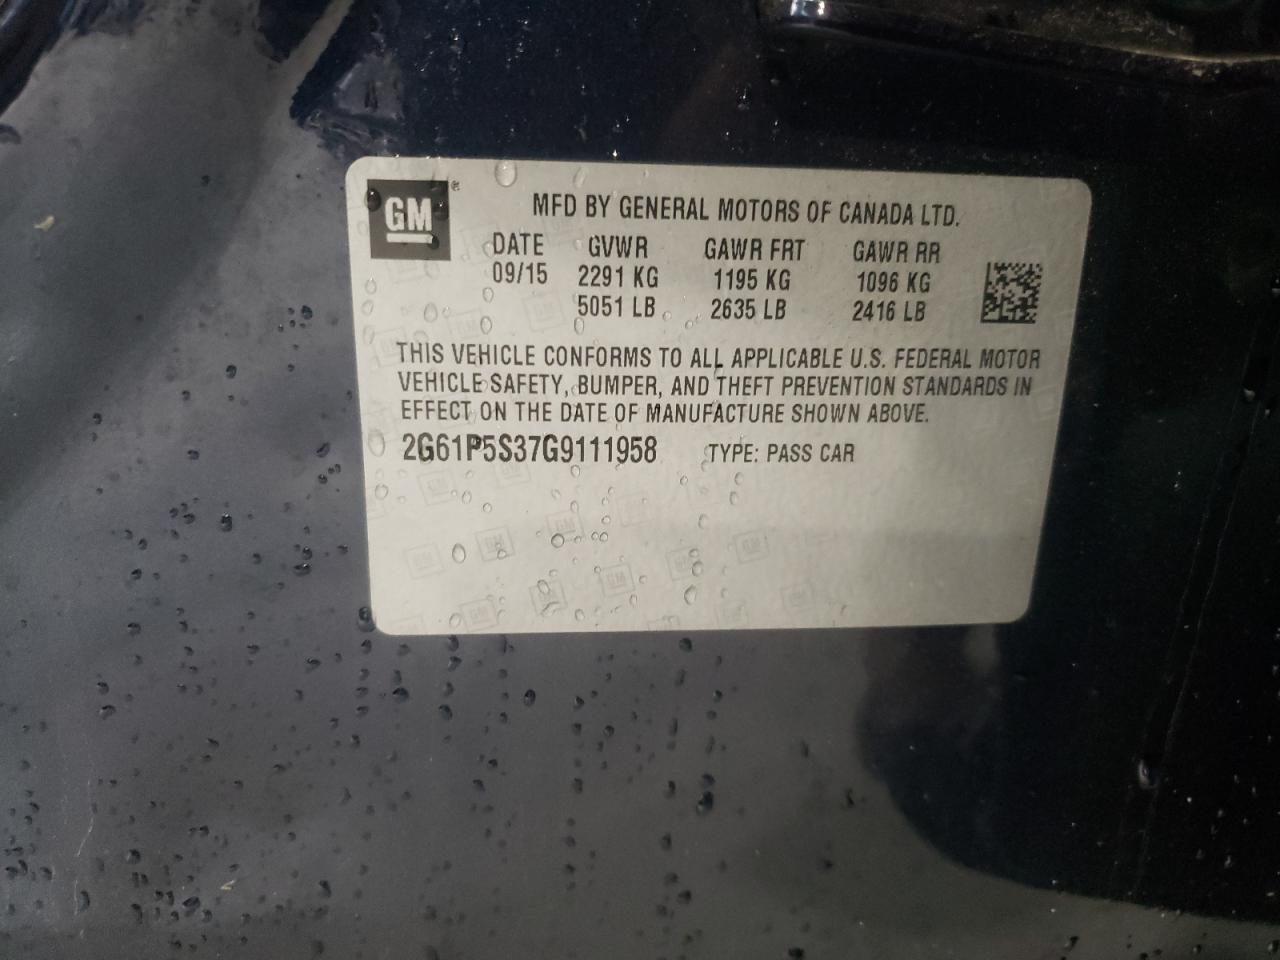 GM ®
MFD BY GENERAL MOTORS OF CANADA LTD.
DATE GVWR GAWR FRT GAWR RR
09/15 2291 KG 1195 KG 1096 KG
5051 LB 2635 LB 2416 LB
THIS VEHICLE CONFORMS TO ALL APPLICABLE U.S. FEDERAL MOTOR
VEHICLE SAFETY, BUMPER, AND THEFT PREVENTION STANDARDS IN
EFFECT ON THE DATE OF MANUFACTURE SHOWN ABOVE.
2G61P5S37G9111958 TYPE: PASS CAR